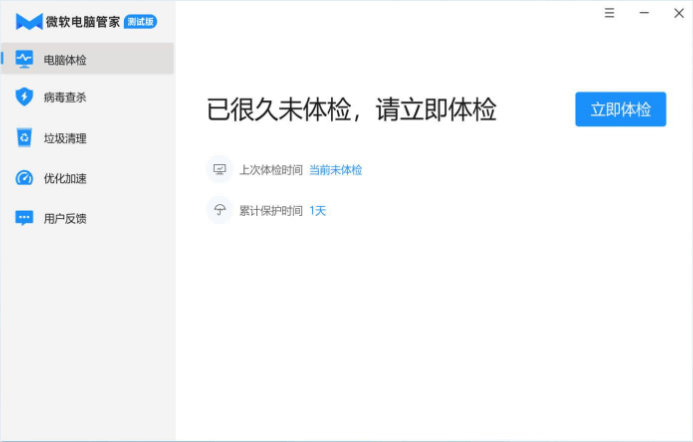 微软电脑管家 测试版
电脑体检
病毒查杀
垃圾清理
优化加速
用户反馈
已很久未体检，请立即体检
立即体检
上次体检时间 当前未体检
累计保护时间 1天